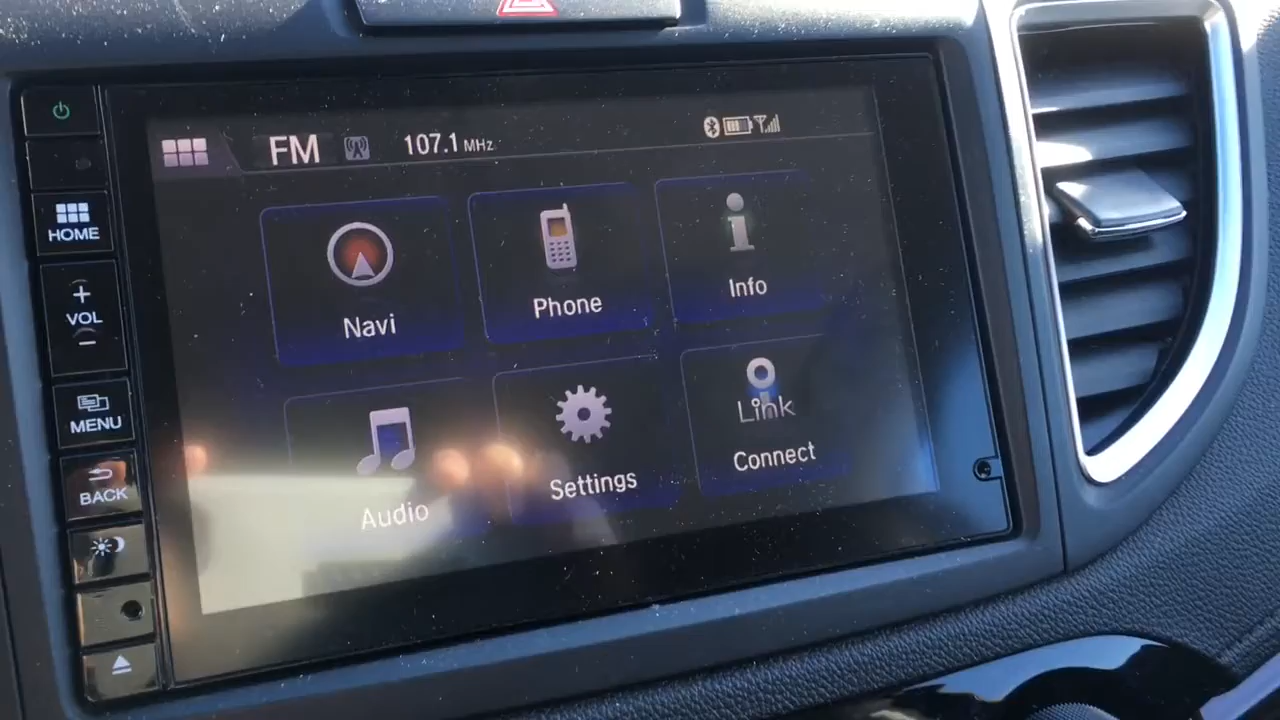 FM 107.1 MHz
HOME
+
VOL
−
MENU
BACK
Navi
Phone
Info
Audio
Settings
Link
Connect